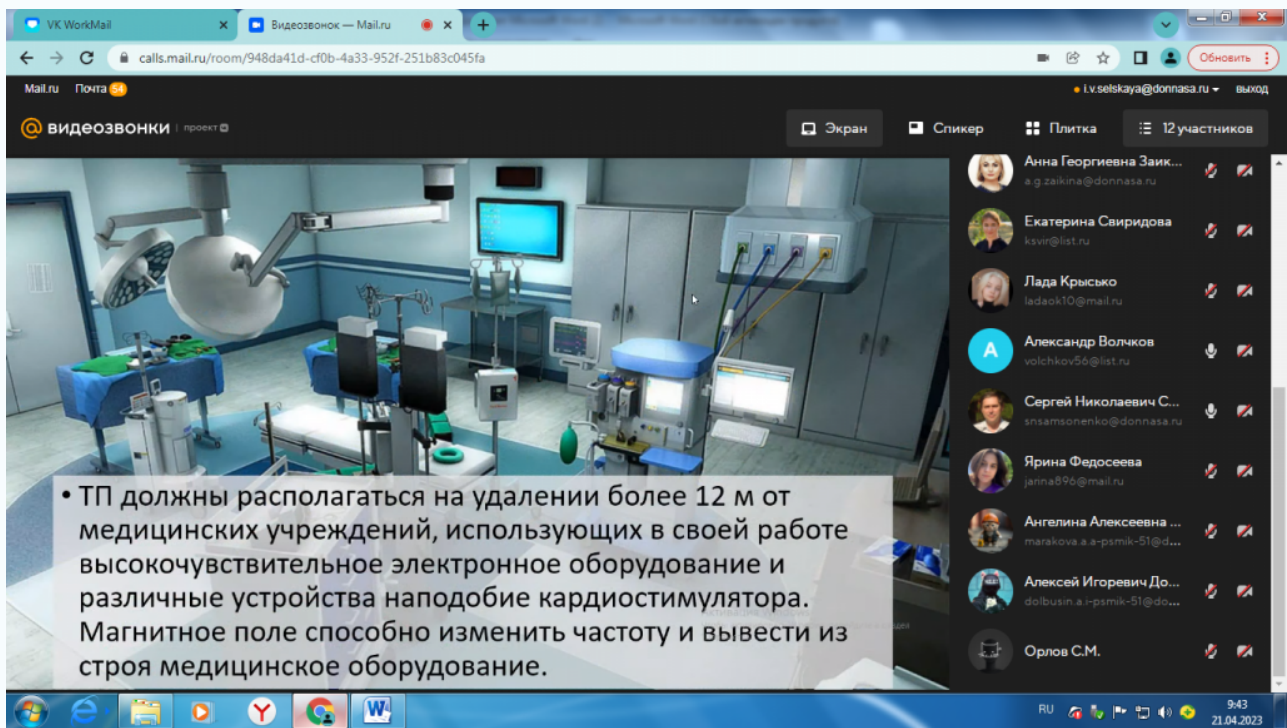 VK WorkMail
Видеозвонок — Mail.ru
calls.mail.ru/room/948da41d-cf0b-4a33-952f-251b83c045fa
Обновить
Mail.ru Почта 54
i.v.selskaya@donnasa.ru выход
видеозвонки проект
Экран
Спикер
Плитка
12 участников
Анна Георгиевна Заик...
a.g.zaikina@donnasa.ru
Екатерина Свиридова
ksvir@list.ru
Лада Крысько
ladaok10@mail.ru
А
Александр Волчков
volchkov56@list.ru
Сергей Николаевич С...
snsamsonenko@donnasa.ru
Ярина Федосеева
jarina896@mail.ru
Ангелина Алексеевна ...
marakova.a.a-psmik-51@d...
Алексей Игоревич До...
dolbusin.a.i-psmik-51@do...
Орлов С.М.
• ТП должны располагаться на удалении более 12 м от
медицинских учреждений, использующих в своей работе
высокочувствительное электронное оборудование и
различные устройства наподобие кардиостимулятора.
Магнитное поле способно изменить частоту и вывести из
строя медицинское оборудование.
RU
9:43
21.04.2023